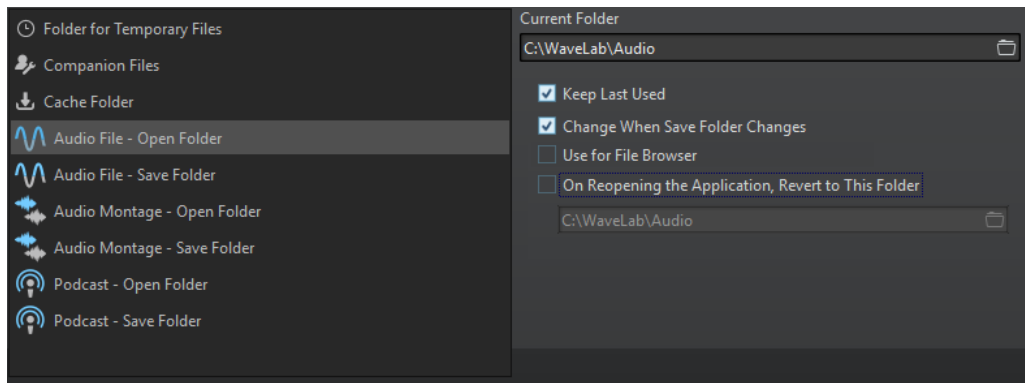 Folder for Temporary Files
Companion Files
Cache Folder
Audio File - Open Folder
Audio File - Save Folder
Audio Montage - Open Folder
Audio Montage - Save Folder
Podcast - Open Folder
Podcast - Save Folder
Current Folder
C:\WaveLab\Audio
Keep Last Used
Change When Save Folder Changes
Use for File Browser
On Reopening the Application, Revert to This Folder
C:\WaveLab\Audio